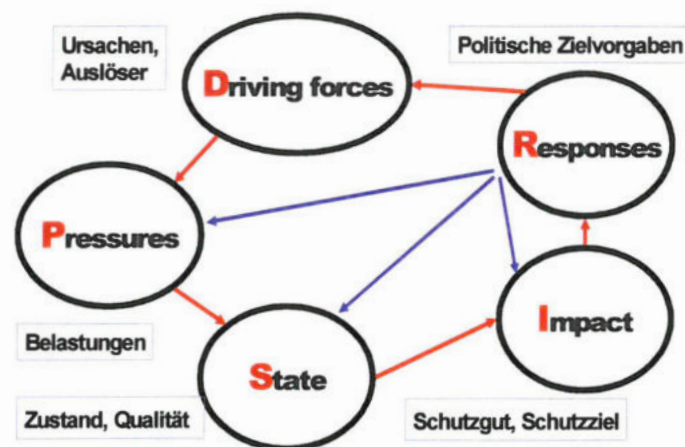 Ursachen,
Auslöser
Politische Zielvorgaben
Driving forces
Responses
Pressures
Impact
Belastungen
State
Zustand, Qualität
Schutzgut, Schutzziel